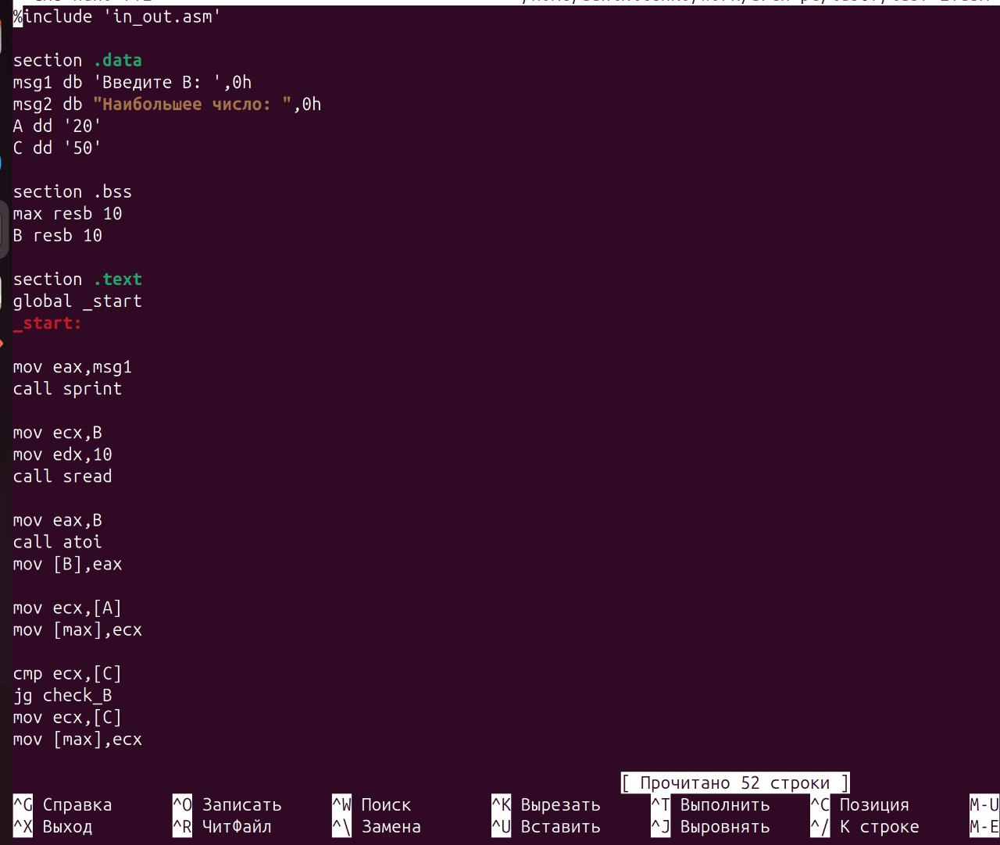 %include 'in_out.asm'
section .data
msg1 db 'Введите B: ',0h
msg2 db "Наибольшее число: ",0h
A dd '20'
C dd '50'
section .bss
max resb 10
B resb 10
section .text
global _start
_start:
mov eax,msg1
call sprint
mov ecx,B
mov edx,10
call sread
mov eax,B
call atoi
mov [B],eax
mov ecx,[A]
mov [max],ecx
cmp ecx,[C]
jg check_B
mov ecx,[C]
mov [max],ecx
[ Прочитано 52 строки ]
^G Справка ^O Записать ^W Поиск ^K Вырезать ^T Выполнить ^C Позиция M-U
^X Выход ^R ЧитФайл ^\ Замена ^U Вставить ^J Выровнять ^/ К строке M-E